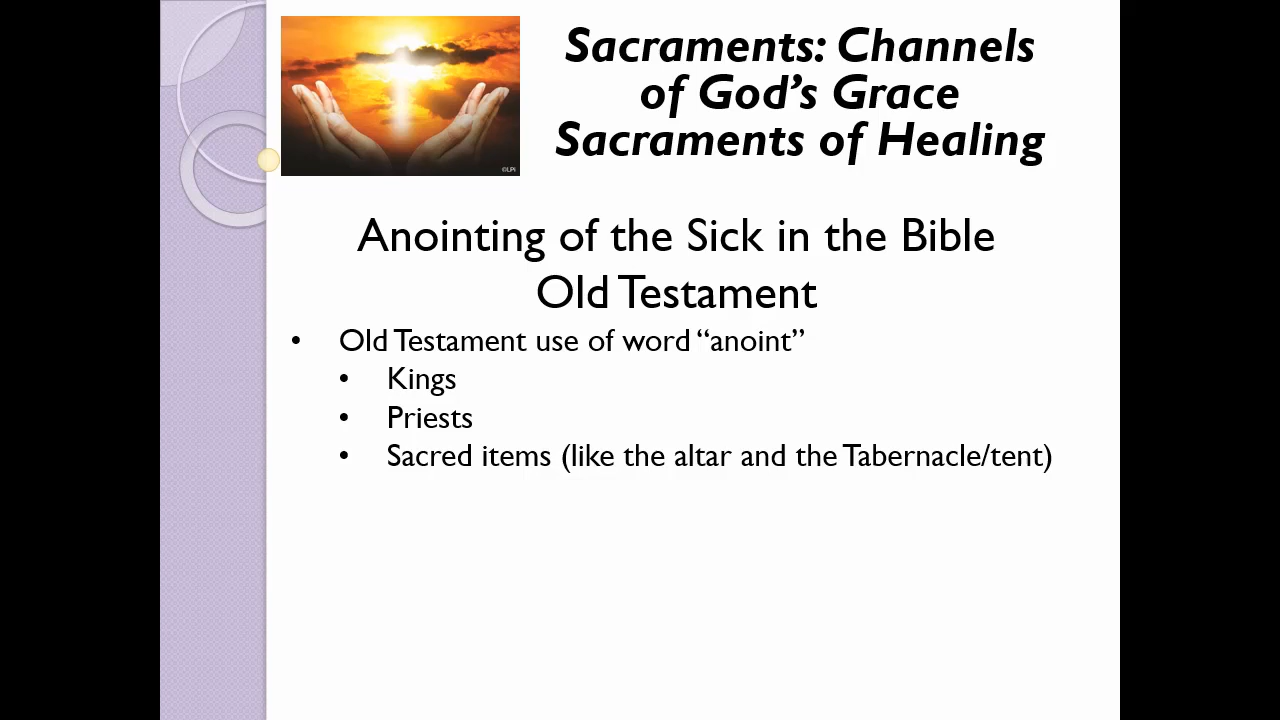 Sacraments: Channels
of God’s Grace
Sacraments of Healing
©LPi
Anointing of the Sick in the Bible
Old Testament
• Old Testament use of word “anoint”
• Kings
• Priests
• Sacred items (like the altar and the Tabernacle/tent)